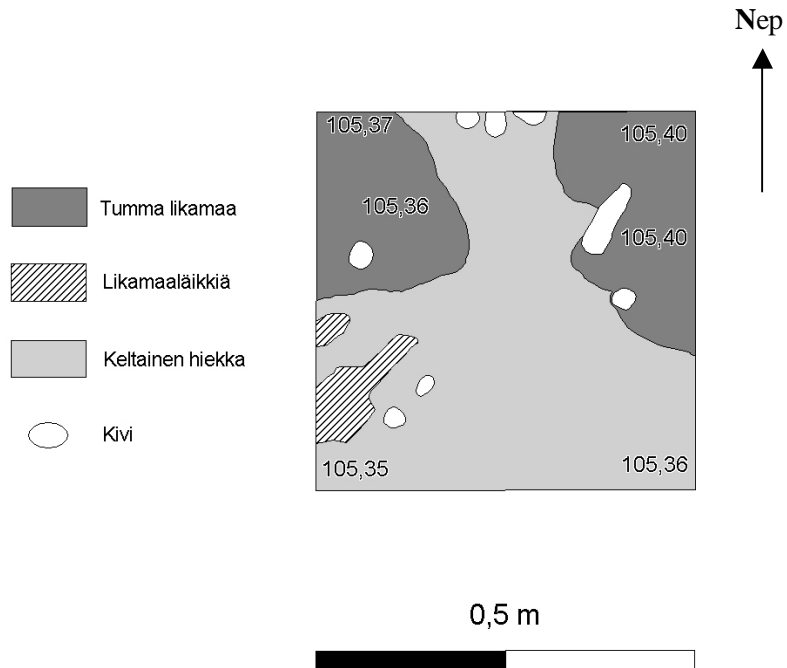 Nep
105,37
105,40
105,36
105,40
Tumma likamaa
Likamaaläikkiä
Keltainen hiekka
Kivi
105,35
105,36
0,5 m